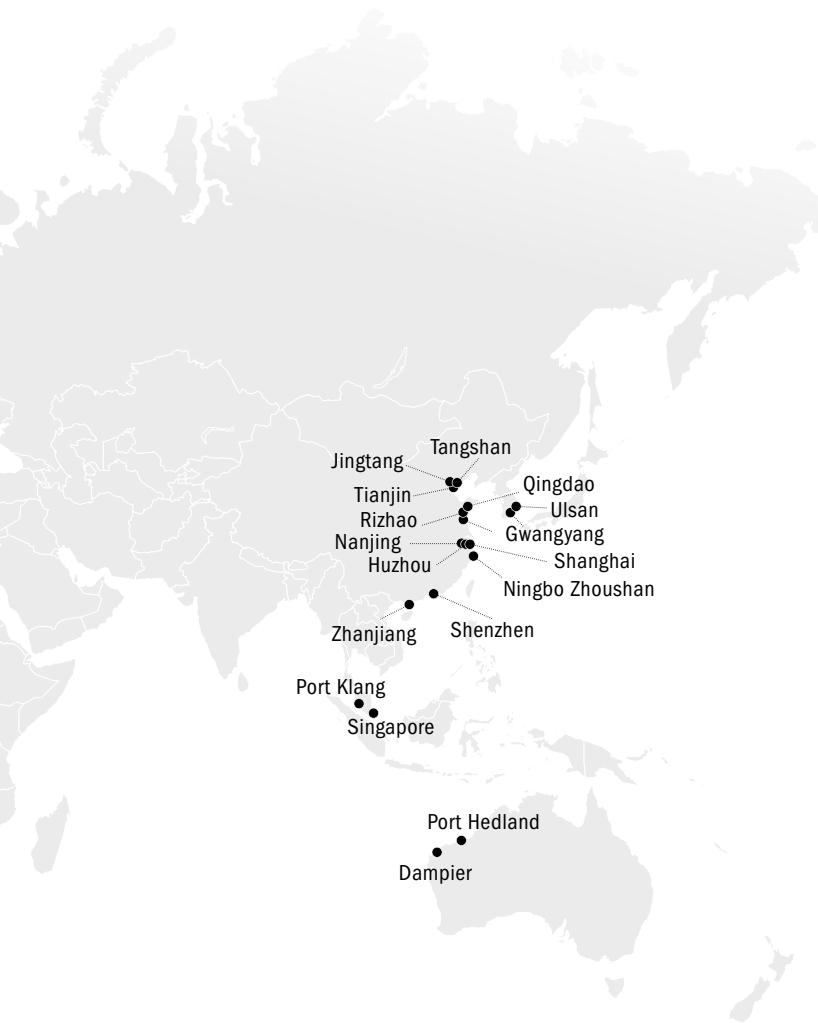 Tangshan
Jingtang
Qingdao
Tianjin
Ulsan
Rizhao
Gwangyang
Nanjing
Shanghai
Huzhou
Ningbo Zhoushan
Shenzhen
Zhanjiang
Port Klang
Singapore
Port Hedland
Dampier